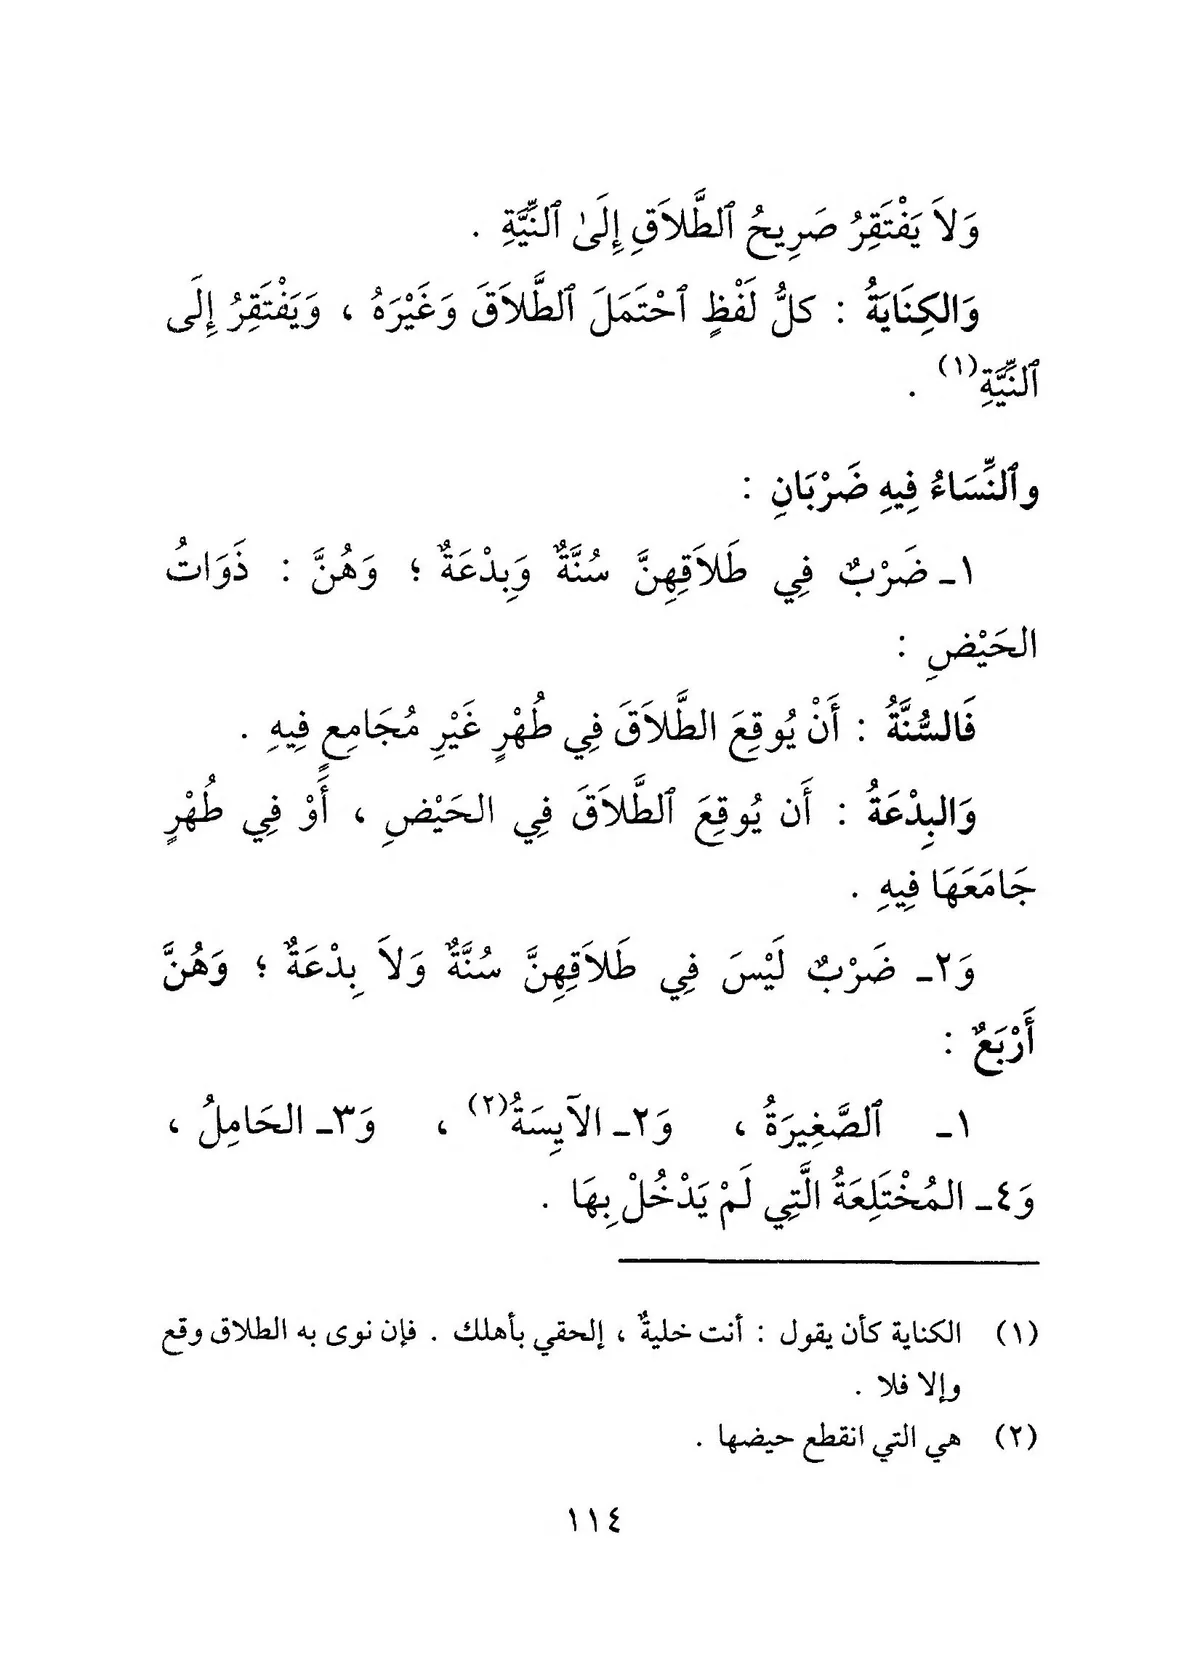 وَلاَ يَفْتَقِرُ صَرِيحُ ٱلطَّلاَقِ إِلَىٰ ٱلنِّيَّةِ .
وَالكِنَايَةُ : كلُّ لَفْظٍ ٱحْتَمَلَ ٱلطَّلاَقَ وَغَيْرَهُ ، وَيَفْتَقِرُ إِلَى
ٱلنِّيَّةِ(١) .
وٱلنِّسَاءُ فِيهِ ضَرْبَانِ :
١ـ ضَرْبٌ فِي طَلاَقِهِنَّ سُنَّةٌ وَبِدْعَةٌ ؛ وَهُنَّ : ذَوَاتُ
الحَيْضِ :
فَالسُّنَّةُ : أَنْ يُوقِعَ الطَّلاَقَ فِي طُهْرٍ غَيْرِ مُجَامِعٍ فِيهِ .
وَالبِدْعَةُ : أَن يُوقِعَ ٱلطَّلاَقَ فِي الحَيْضِ ، أَوْ فِي طُهْرٍ
جَامَعَهَا فِيهِ .
وَ٢ـ ضَرْبٌ لَيْسَ فِي طَلاَقِهِنَّ سُنَّةٌ وَلاَ بِدْعَةٌ ؛ وَهُنَّ
أَرْبَعٌ :
١ـ ٱلصَّغِيرَةُ ، وَ٢ـ الآيِسَةُ(٢) ، وَ٣ـ الحَامِلُ ،
وَ٤ـ المُخْتَلِعَةُ الَّتِي لَمْ يَدْخُلْ بِهَا .
(١) الكناية كأن يقول : أنت خليةٌ ، إلحقي بأهلك . فإن نوى به الطلاق وقع
وإلا فلا .
(٢) هي التي انقطع حيضها .
١١٤